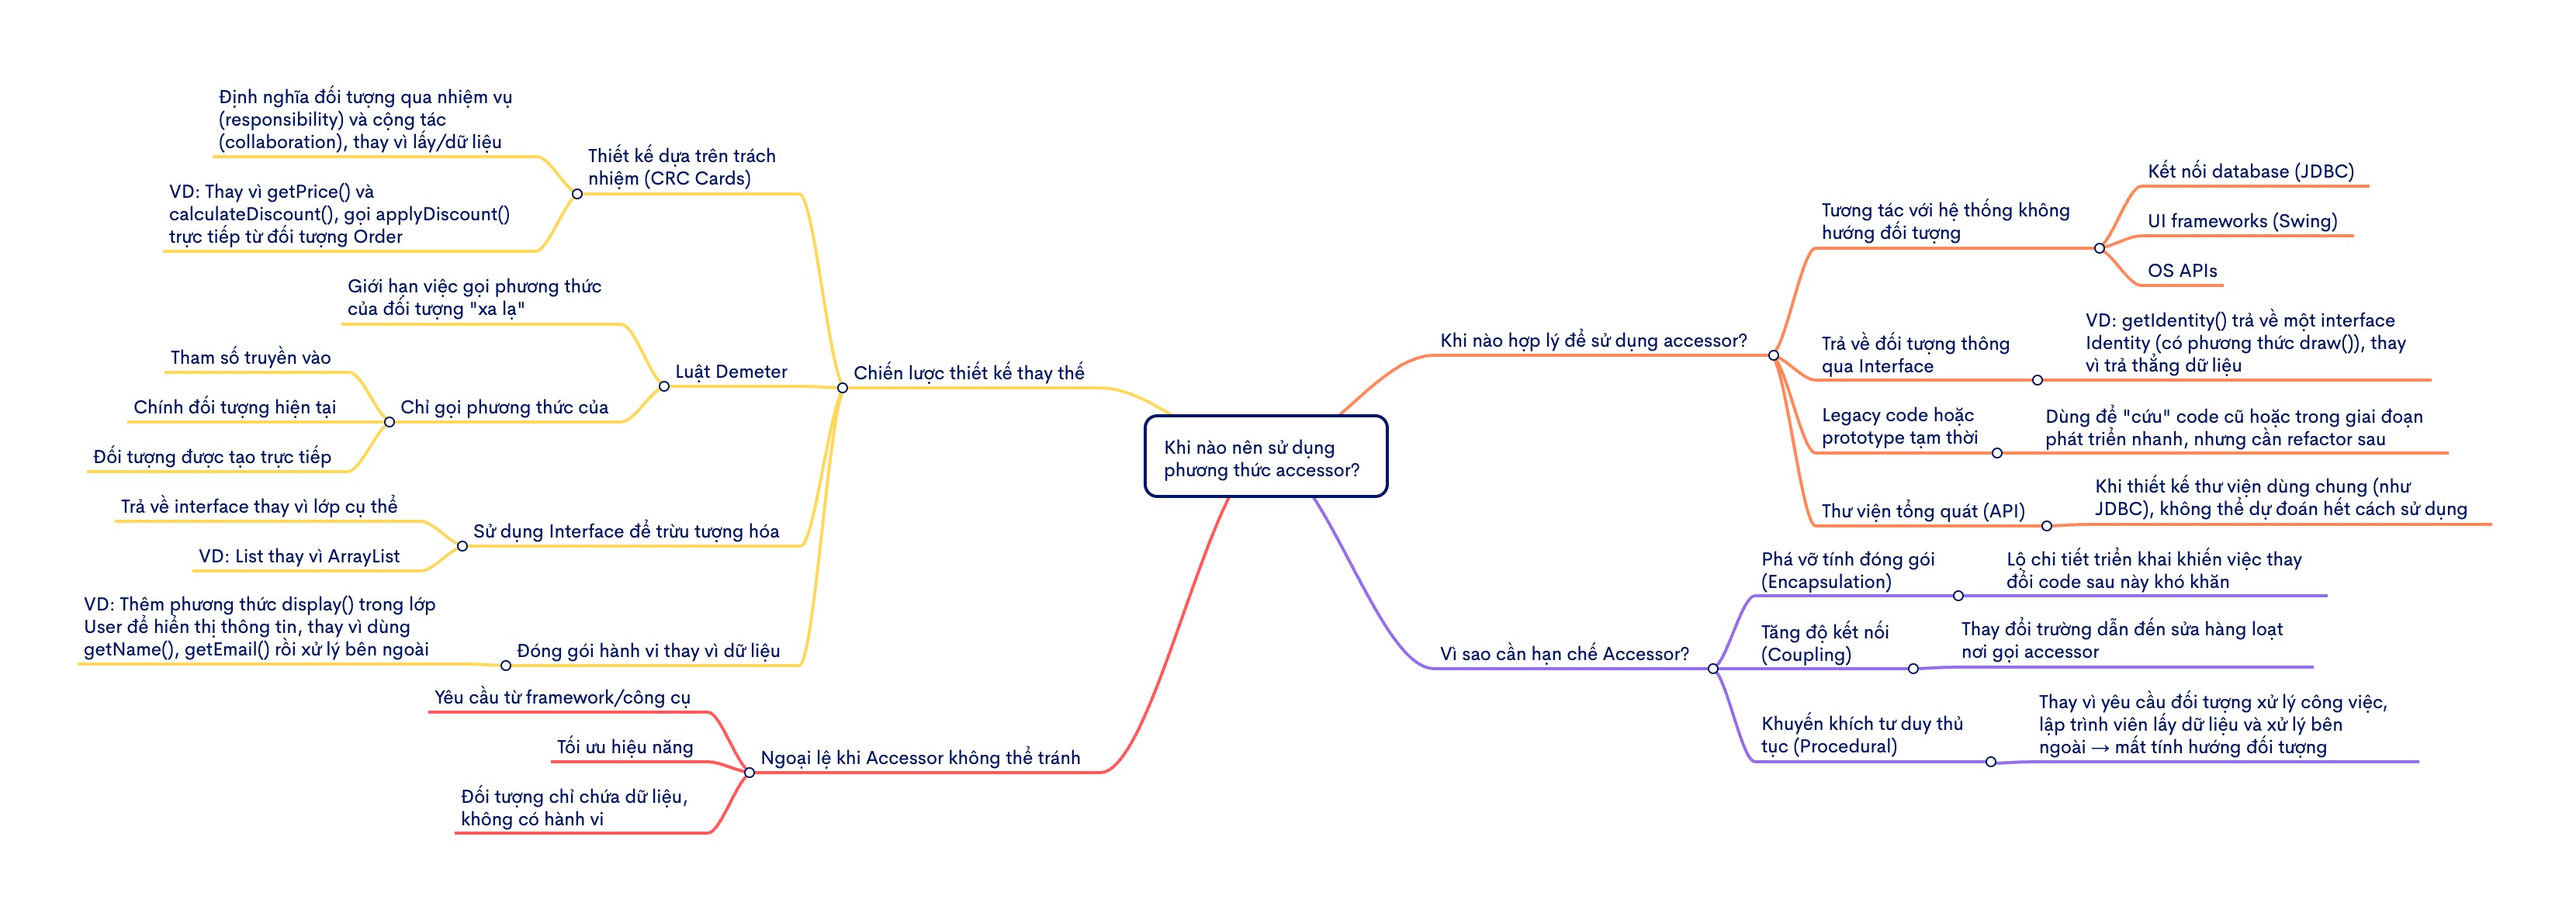 Khi nào nên sử dụng
phương thức accessor?
Khi nào hợp lý để sử dụng accessor?
Tương tác với hệ thống không
hướng đối tượng
Kết nối database (JDBC)
UI frameworks (Swing)
OS APIs
Trả về đối tượng thông
qua Interface
VD: getIdentity() trả về một interface
Identity (có phương thức draw()), thay
vì trả thẳng dữ liệu
Legacy code hoặc
prototype tạm thời
Dùng để "cứu" code cũ hoặc trong giai đoạn
phát triển nhanh, nhưng cần refactor sau
Thư viện tổng quát (API)
Khi thiết kế thư viện dùng chung (như
JDBC), không thể dự đoán hết cách sử dụng
Vì sao cần hạn chế Accessor?
Phá vỡ tính đóng gói
(Encapsulation)
Lộ chi tiết triển khai khiến việc thay
đổi code sau này khó khăn
Tăng độ kết nối
(Coupling)
Thay đổi trường dẫn đến sửa hàng loạt
nơi gọi accessor
Khuyến khích tư duy thủ
tục (Procedural)
Thay vì yêu cầu đối tượng xử lý công việc,
lập trình viên lấy dữ liệu và xử lý bên
ngoài → mất tính hướng đối tượng
Chiến lược thiết kế thay thế
Thiết kế dựa trên trách
nhiệm (CRC Cards)
Định nghĩa đối tượng qua nhiệm vụ
(responsibility) và cộng tác
(collaboration), thay vì lấy/dữ liệu
VD: Thay vì getPrice() và
calculateDiscount(), gọi applyDiscount()
trực tiếp từ đối tượng Order
Luật Demeter
Giới hạn việc gọi phương thức
của đối tượng "xa lạ"
Chỉ gọi phương thức của
Tham số truyền vào
Chính đối tượng hiện tại
Đối tượng được tạo trực tiếp
Sử dụng Interface để trừu tượng hóa
Trả về interface thay vì lớp cụ thể
VD: List thay vì ArrayList
Đóng gói hành vi thay vì dữ liệu
VD: Thêm phương thức display() trong lớp
User để hiển thị thông tin, thay vì dùng
getName(), getEmail() rồi xử lý bên ngoài
Ngoại lệ khi Accessor không thể tránh
Yêu cầu từ framework/công cụ
Tối ưu hiệu năng
Đối tượng chỉ chứa dữ liệu,
không có hành vi